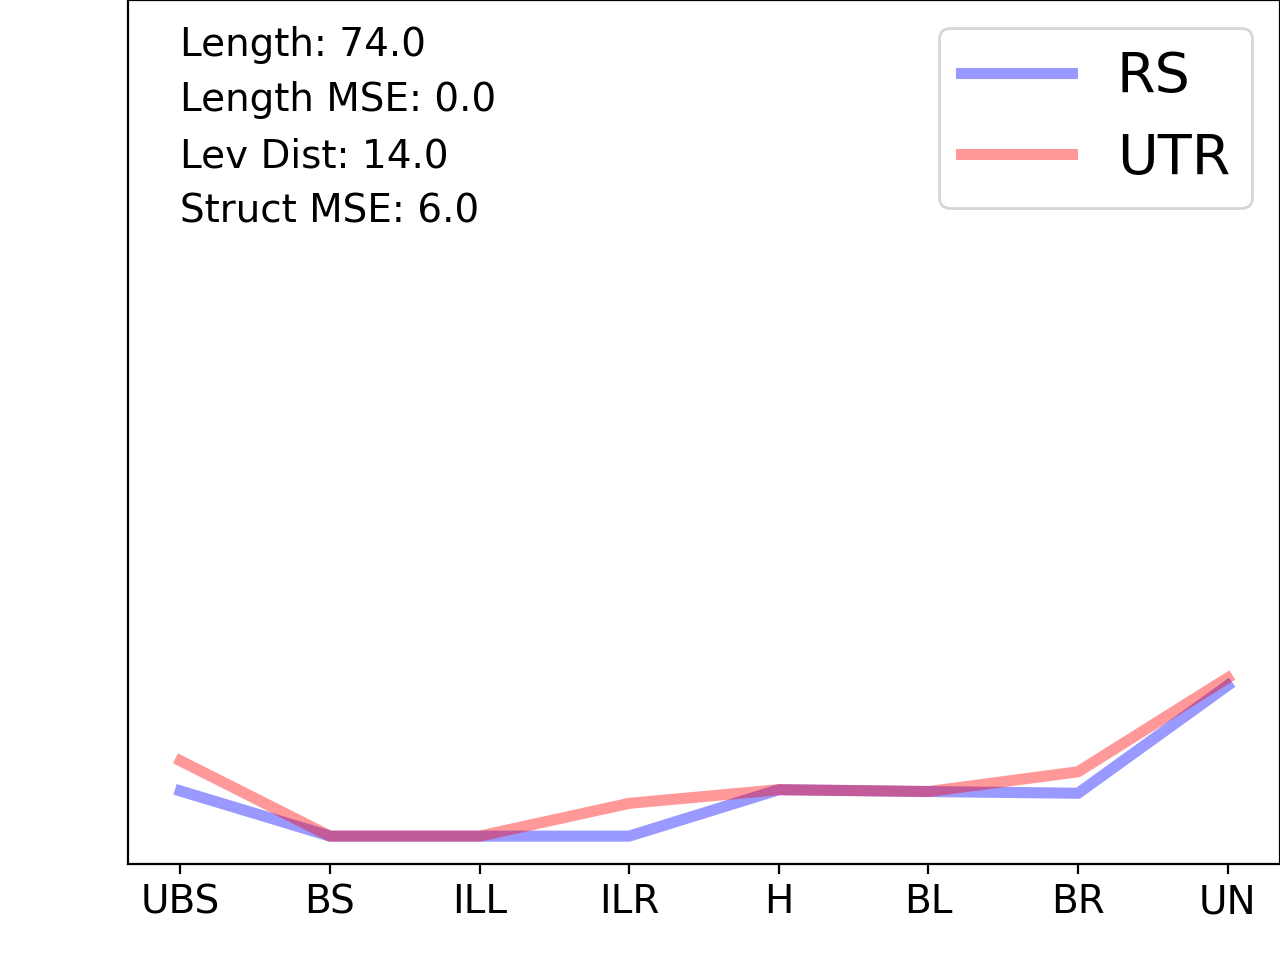 Length: 74.0
Length MSE: 0.0
Lev Dist: 14.0
Struct MSE: 6.0
RS
UTR
UBS BS ILL ILR H BL BR UN